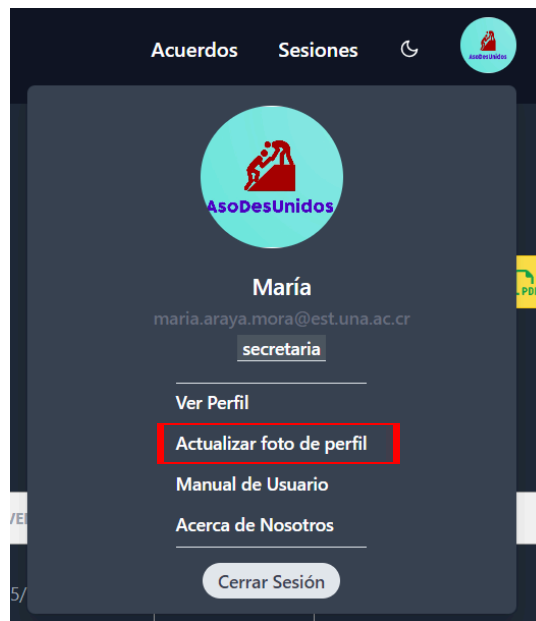 Acuerdos Sesiones
AsoDesUnidos
AsoDesUnidos
María
maria.araya.mora@est.una.ac.cr
secretaria
Ver Perfil
Actualizar foto de perfil
Manual de Usuario
Acerca de Nosotros
Cerrar Sesión
5/